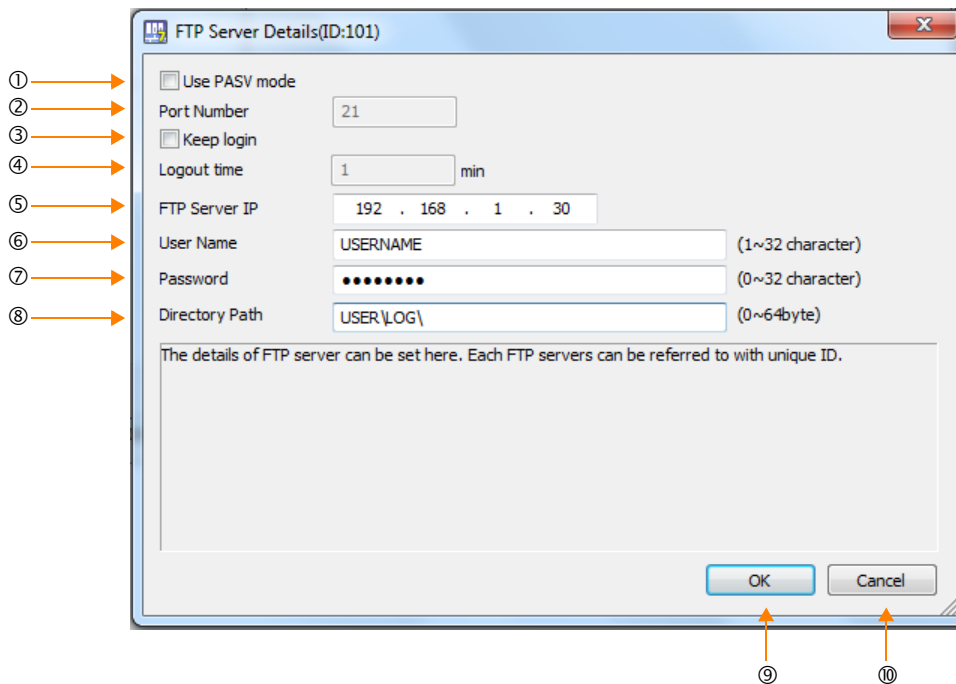 FTP Server Details(ID:101)
① Use PASV mode
② Port Number 21
③ Keep login
④ Logout time 1 min
⑤ FTP Server IP 192 . 168 . 1 . 30
⑥ User Name USERNAME (1~32 character)
⑦ Password ●●●●●●●● (0~32 character)
⑧ Directory Path USER\LOG\ (0~64byte)
The details of FTP server can be set here. Each FTP servers can be referred to with unique ID.
OK Cancel
⑨ ⑩